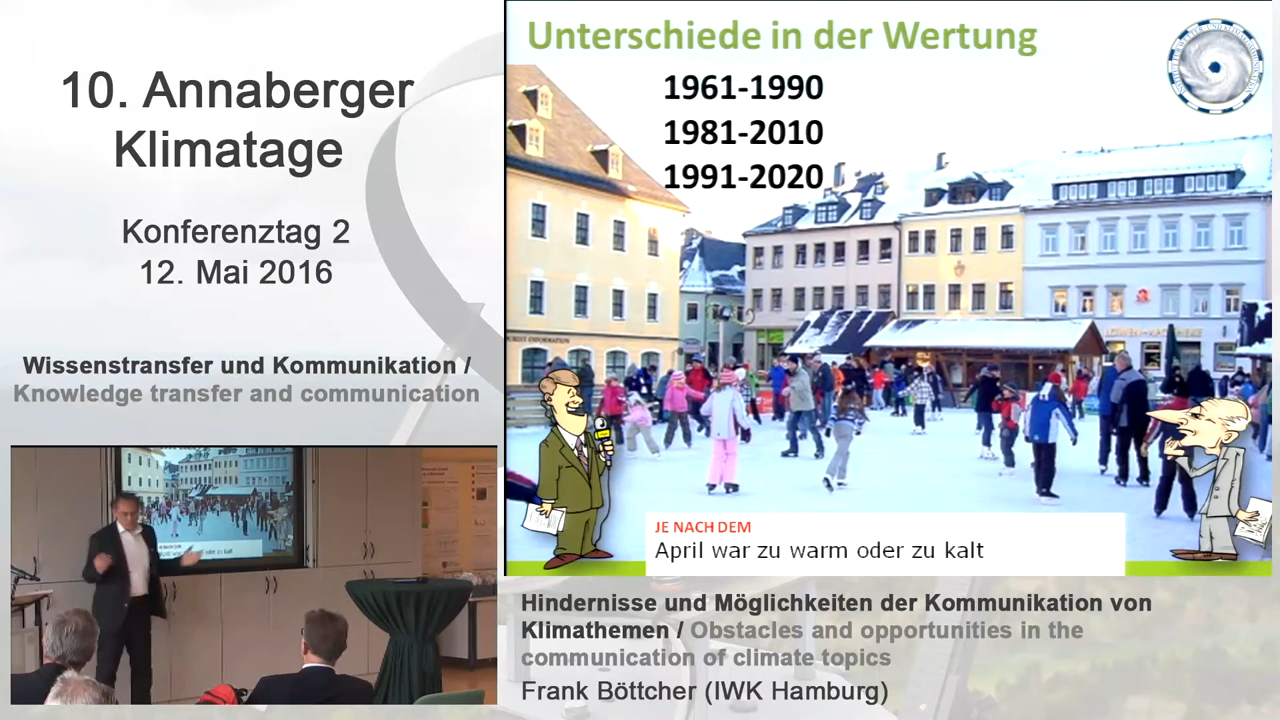 10. Annaberger
Klimatage
Konferenztag 2
12. Mai 2016
Wissenstransfer und Kommunikation /
Knowledge transfer and communication
Unterschiede in der Wertung
1961-1990
1981-2010
1991-2020
JE NACH DEM
April war zu warm oder zu kalt
Hindernisse und Möglichkeiten der Kommunikation von
Klimathemen / Obstacles and opportunities in the
communication of climate topics
Frank Böttcher (IWK Hamburg)